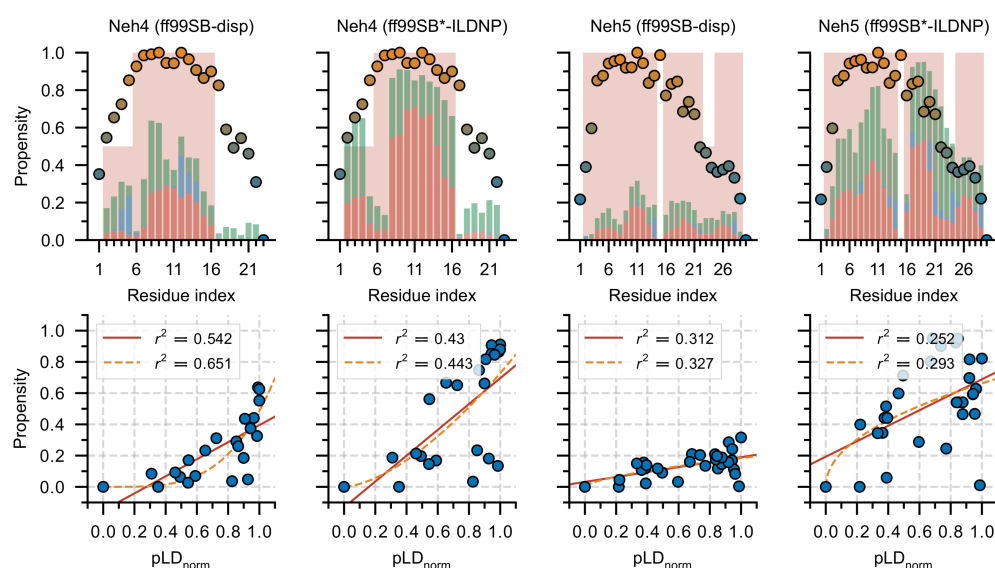 Neh4 (ff99SB-disp)
Neh4 (ff99SB*-ILDNP)
Neh5 (ff99SB-disp)
Neh5 (ff99SB*-ILDNP)
Propensity
1.0
0.8
0.6
0.4
0.2
0.0
1 6 11 16 21
1 6 11 16 21
1 6 11 16 21 26
1 6 11 16 21 26
Residue index
Residue index
Residue index
Residue index
Propensity
1.0
0.8
0.6
0.4
0.2
0.0
r² = 0.542
r² = 0.651
r² = 0.43
r² = 0.443
r² = 0.312
r² = 0.327
r² = 0.252
r² = 0.293
0.0 0.2 0.4 0.6 0.8 1.0
0.0 0.2 0.4 0.6 0.8 1.0
0.0 0.2 0.4 0.6 0.8 1.0
0.0 0.2 0.4 0.6 0.8 1.0
pLD_norm
pLD_norm
pLD_norm
pLD_norm